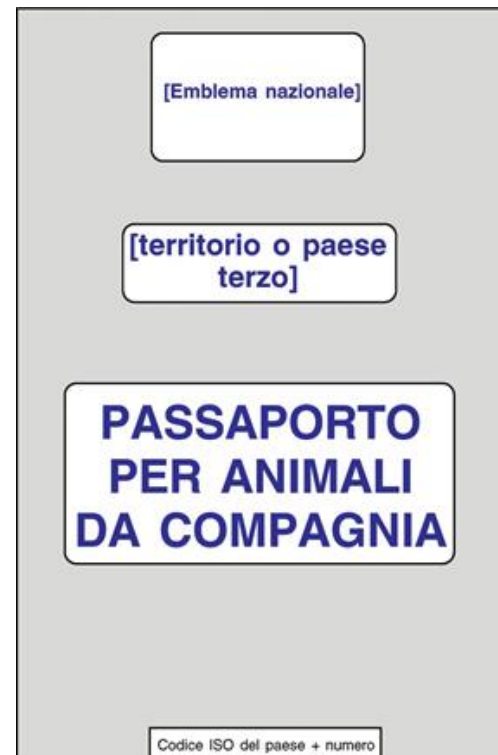 [Emblema nazionale]
[territorio o paese
terzo]
PASSAPORTO
PER ANIMALI
DA COMPAGNIA
Codice ISO del paese + numero